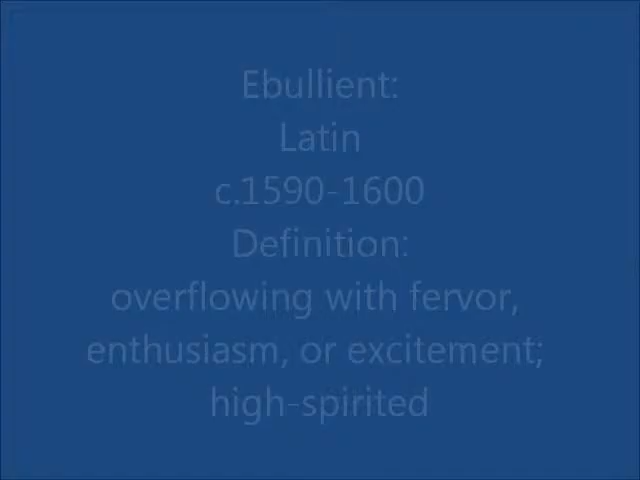 Ebullient:
Latin
c.1590-1600
Definition:
overflowing with fervor,
enthusiasm, or excitement;
high-spirited